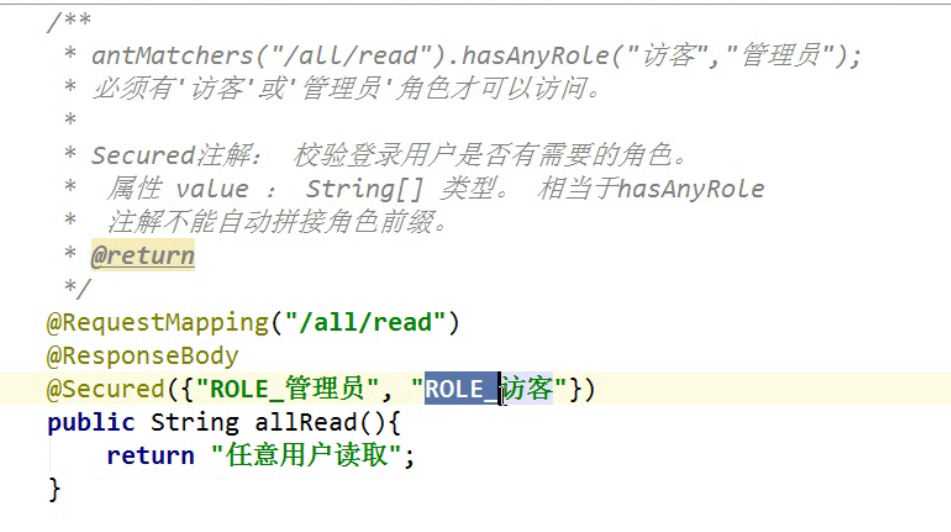 /**
 * antMatchers("/all/read").hasAnyRole("访客","管理员");
 * 必须有'访客'或'管理员'角色才可以访问。
 *
 * Secured注解： 校验登录用户是否有需要的角色。
 *  属性 value ： String[] 类型。 相当于hasAnyRole
 *  注解不能自动拼接角色前缀。
 * @return
 */
@RequestMapping("/all/read")
@ResponseBody
@Secured({"ROLE_管理员", "ROLE_访客"})
public String allRead(){
    return "任意用户读取";
}